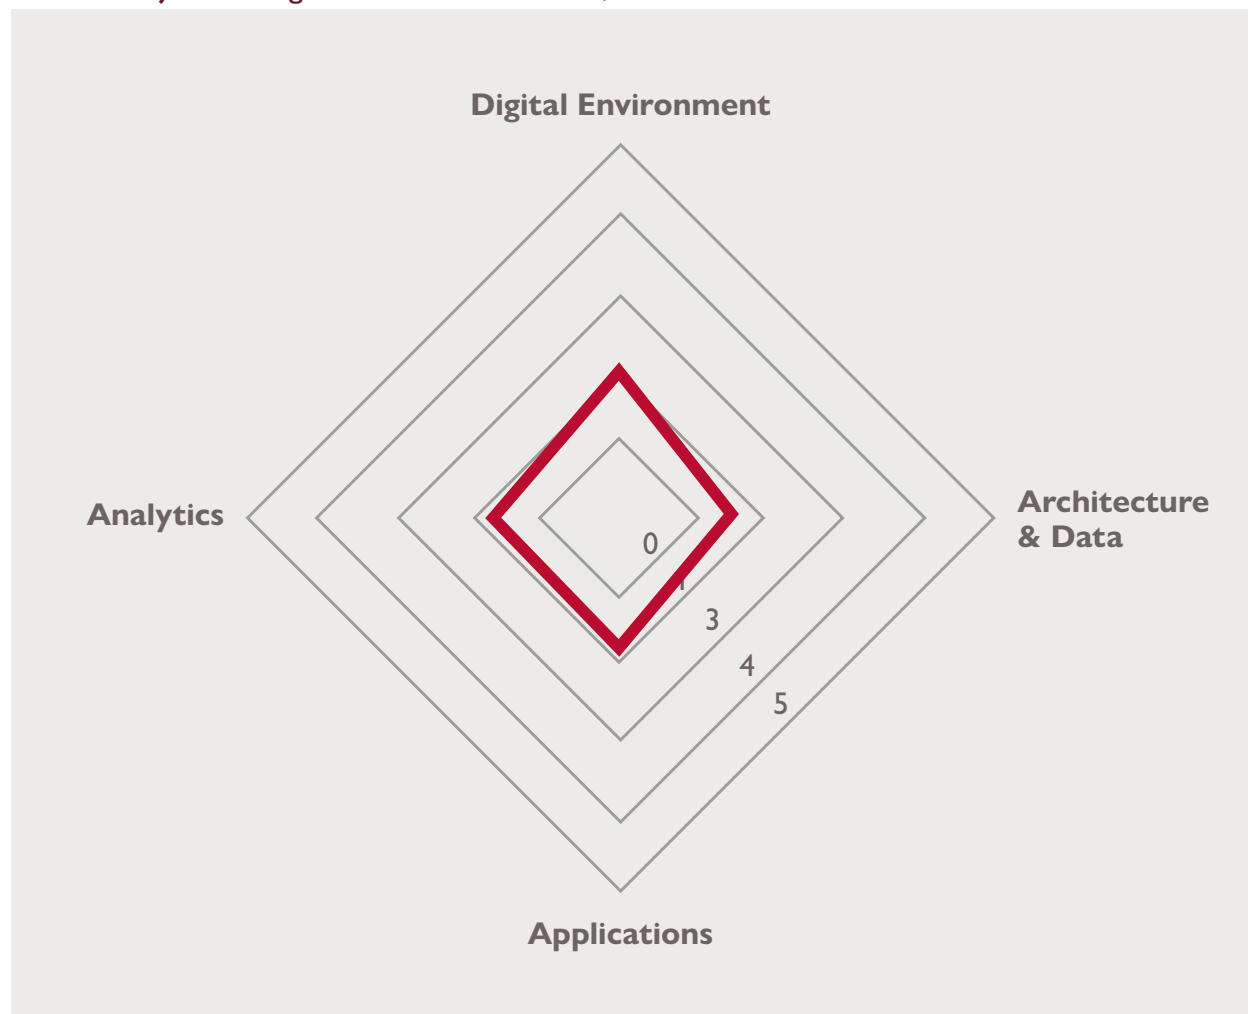 Digital Environment
Analytics
Architecture
& Data
0
3
4
5
Applications